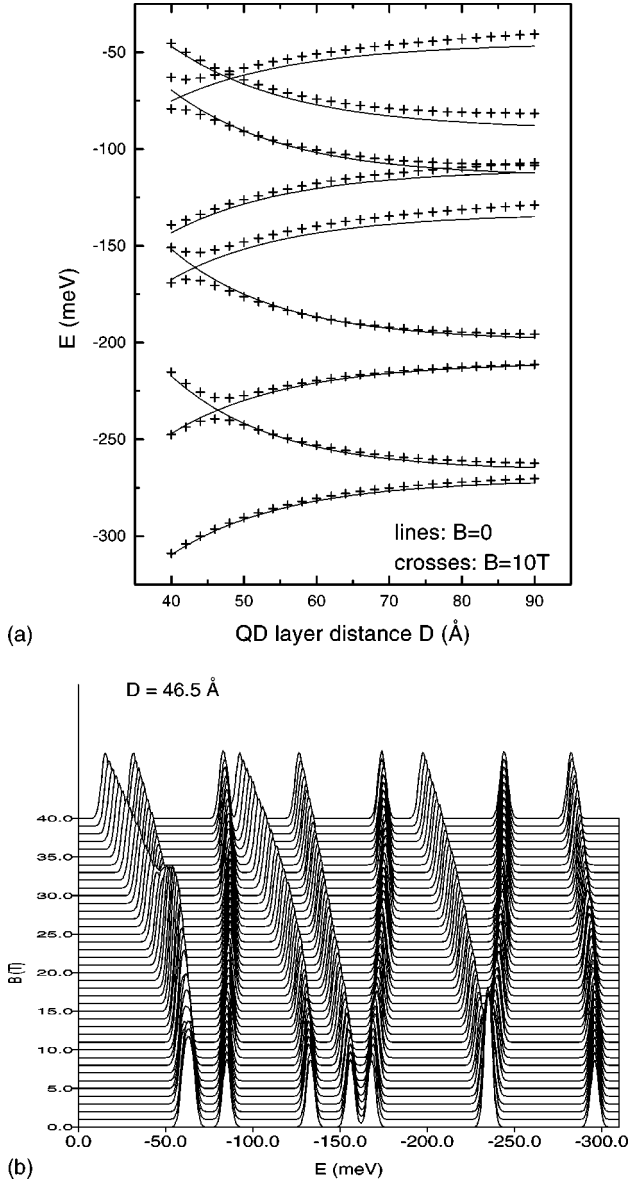 -50
-100
-150
-200
-250
-300
E (meV)
lines: B=0
crosses: B=10T
40 50 60 70 80 90
QD layer distance D (Å)
(a)
D = 46.5 Å
40.0
35.0
30.0
25.0
20.0
15.0
10.0
5.0
0.0
B(T)
0.0 -50.0 -100.0 -150.0 -200.0 -250.0 -300.0
E (meV)
(b)